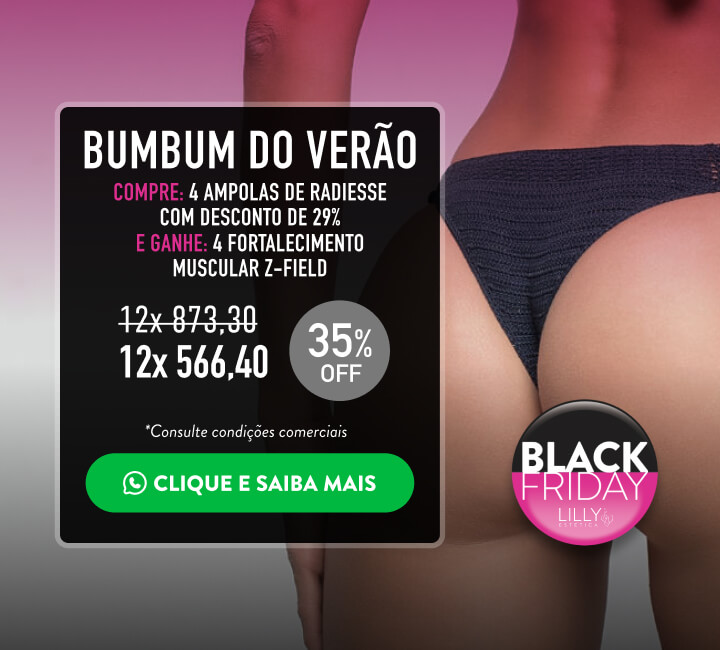 BUMBUM DO VERÃO
COMPRE: 4 AMPOLAS DE RADIESSE
COM DESCONTO DE 29%
E GANHE: 4 FORTALECIMENTO
MUSCULAR Z-FIELD
12x 873,30
12x 566,40
35%
OFF
*Consulte condições comerciais
CLIQUE E SAIBA MAIS
BLACK
FRIDAY
LILLY
ESTÉTICA